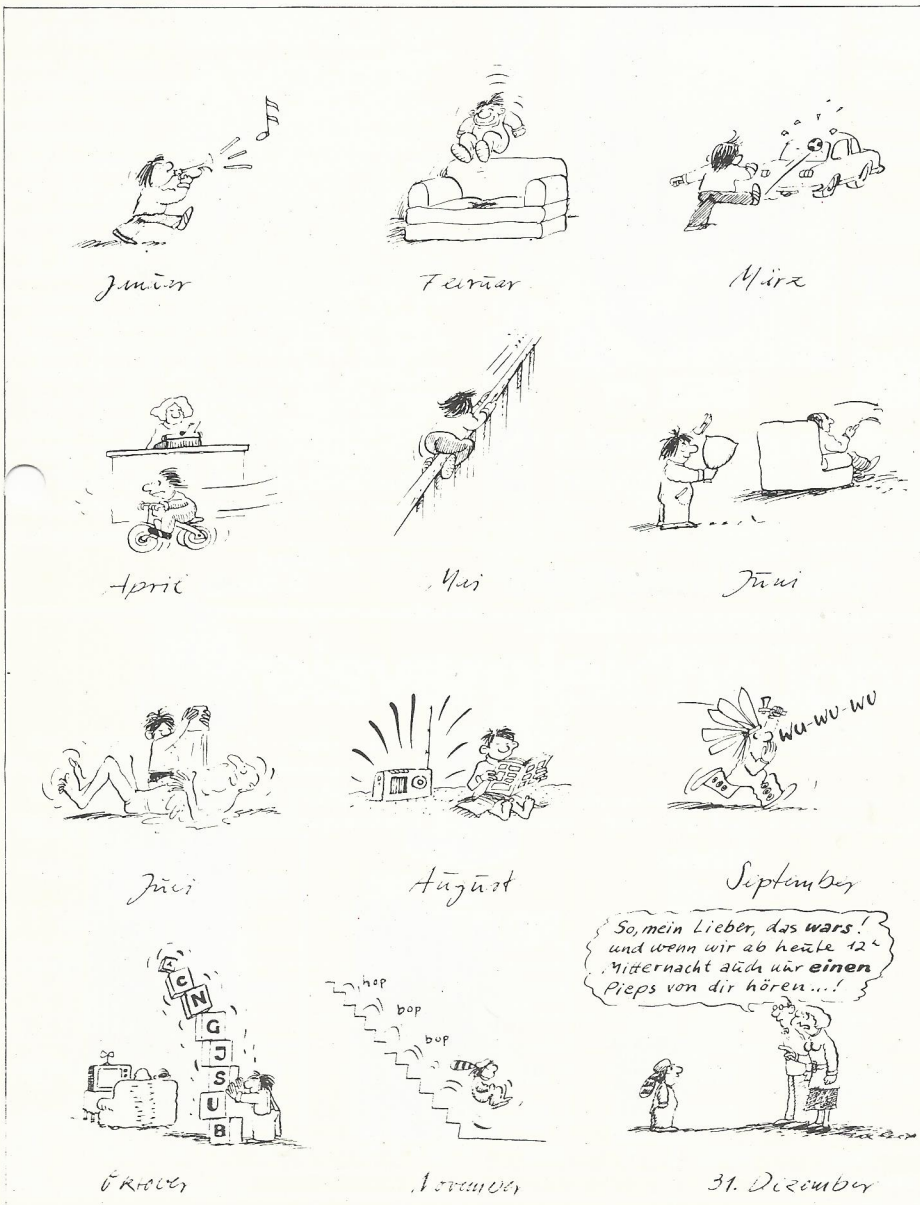 Januar
Februar
März
April
Mai
Juni
WU-WU-WU
Juli
August
September
So, mein Lieber, das wars!
und wenn wir ab heute 12ʰ
Mitternacht auch nur einen
Pieps von dir hören...!
C
N
G
J
S
U
B
hop
bop
bop
Oktober
November
31. Dezember